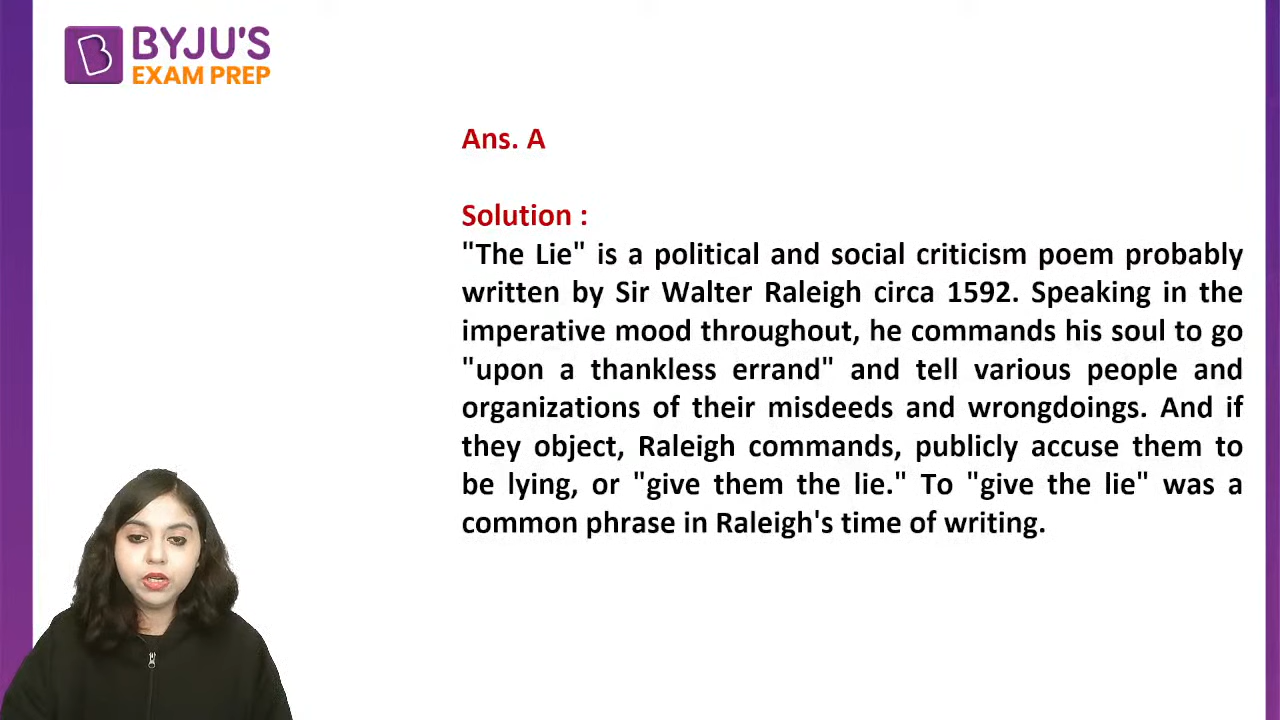 BYJU'S
EXAM PREP
Ans. A
Solution :
"The Lie" is a political and social criticism poem probably
written by Sir Walter Raleigh circa 1592. Speaking in the
imperative mood throughout, he commands his soul to go
"upon a thankless errand" and tell various people and
organizations of their misdeeds and wrongdoings. And if
they object, Raleigh commands, publicly accuse them to
be lying, or "give them the lie." To "give the lie" was a
common phrase in Raleigh's time of writing.